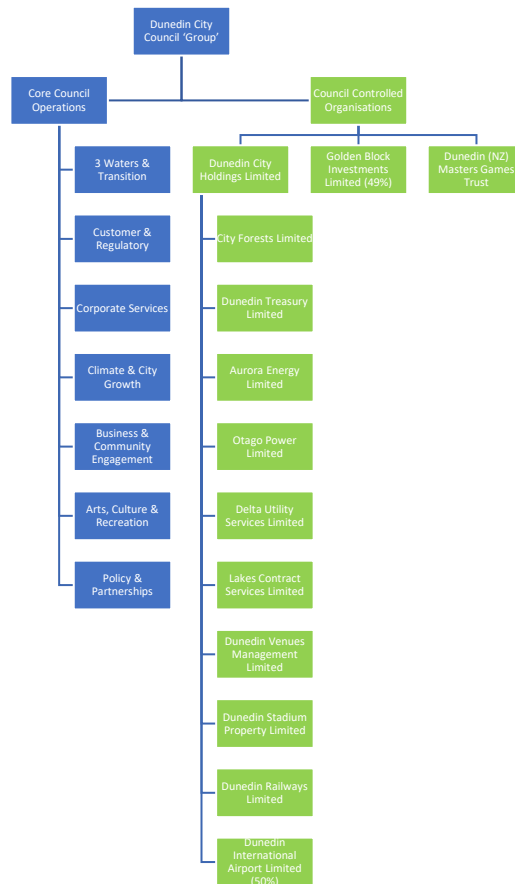 Dunedin City
Council ‘Group’
Core Council
Operations
Council Controlled
Organisations
3 Waters &
Transition
Customer &
Regulatory
Corporate Services
Climate & City
Growth
Business &
Community
Engagement
Arts, Culture &
Recreation
Policy &
Partnerships
Dunedin City
Holdings Limited
Golden Block
Investments
Limited (49%)
Dunedin (NZ)
Masters Games
Trust
City Forests Limited
Dunedin Treasury
Limited
Aurora Energy
Limited
Otago Power
Limited
Delta Utility
Services Limited
Lakes Contract
Services Limited
Dunedin Venues
Management
Limited
Dunedin Stadium
Property Limited
Dunedin Railways
Limited
Dunedin
International
Airport Limited
(50%)